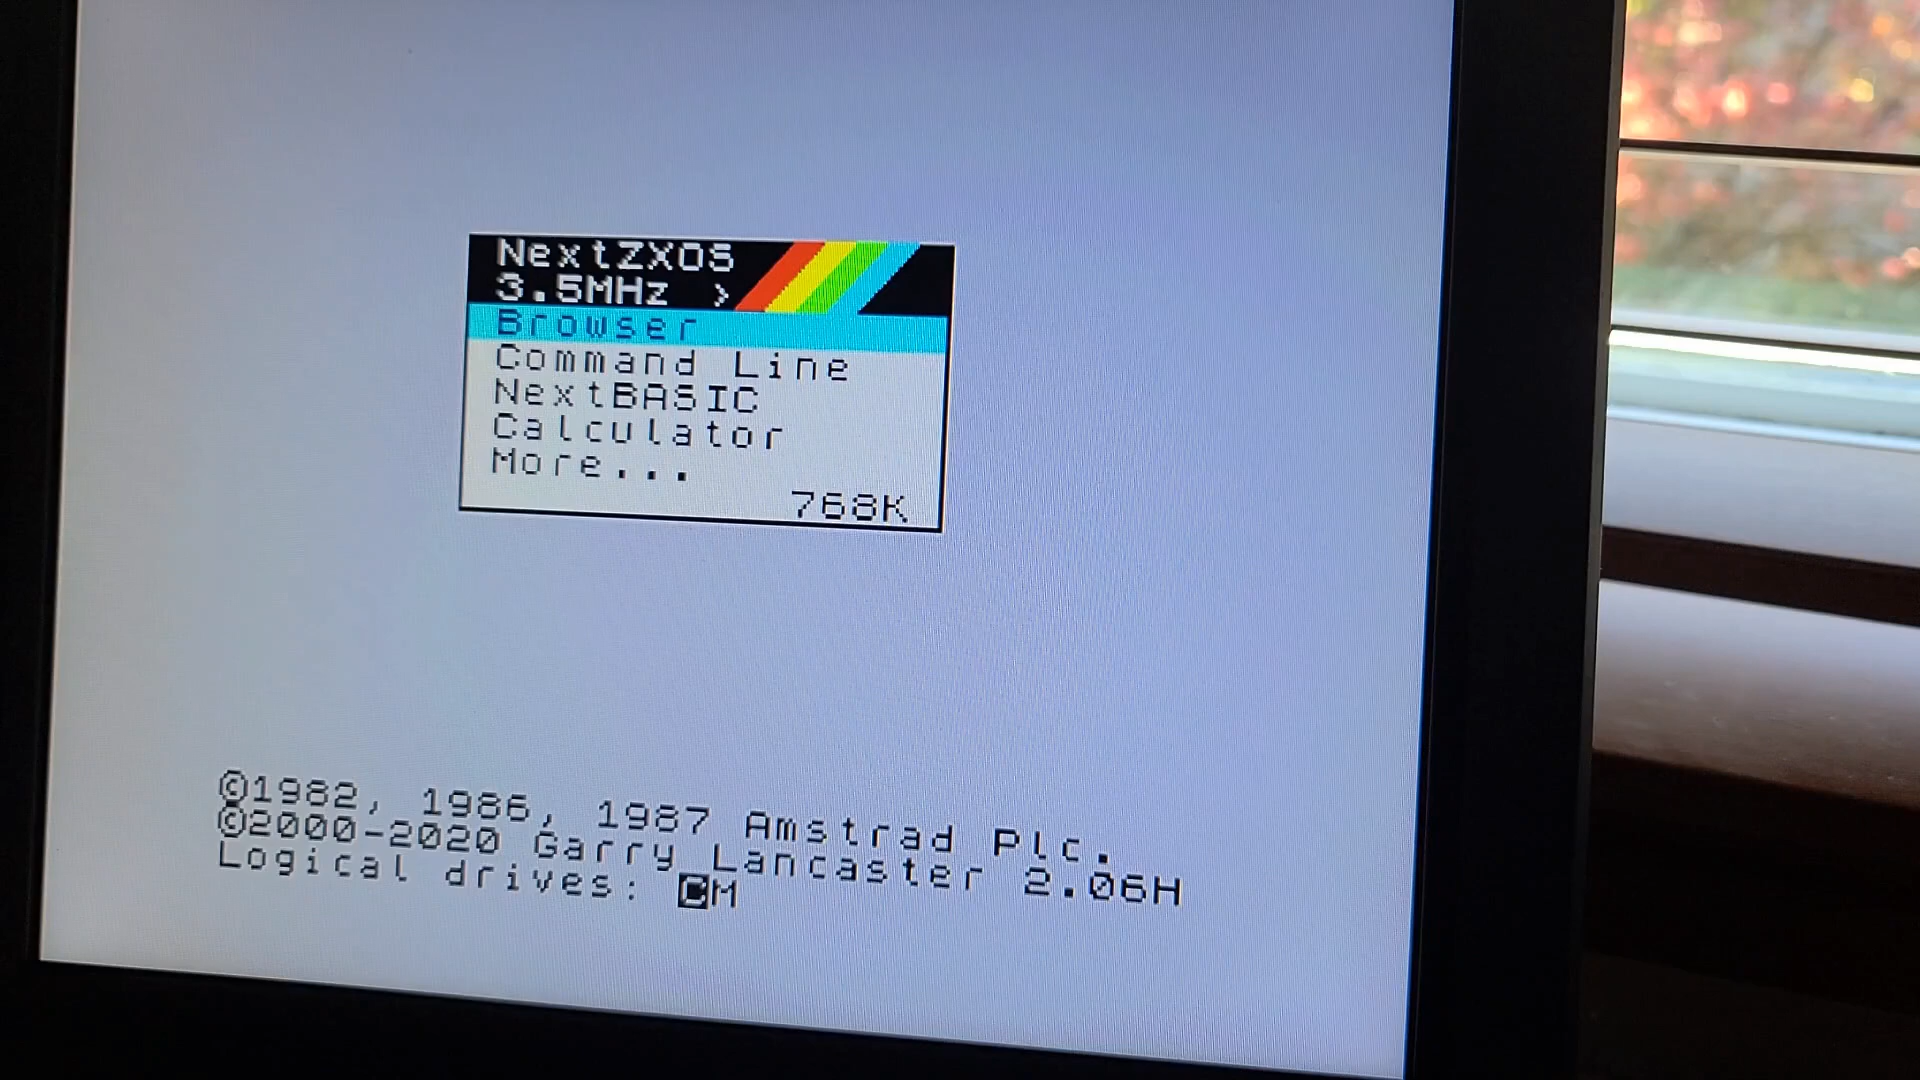 NextZXOS
3.5MHz >
Browser
Command Line
NextBASIC
Calculator
More...
768K
©1982, 1986, 1987 Amstrad Plc.
©2000-2020 Garry Lancaster 2.06H
Logical drives: CM